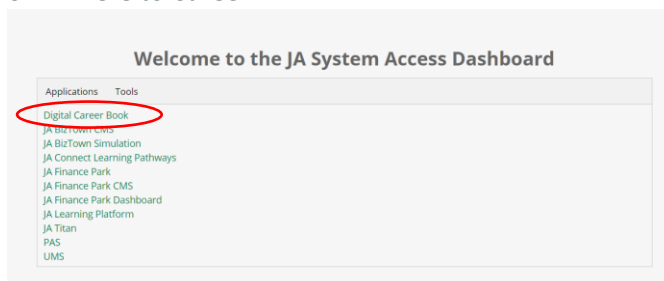 Welcome to the JA System Access Dashboard
Applications Tools
Digital Career Book
JA BizTown CMS
JA BizTown Simulation
JA Connect Learning Pathways
JA Finance Park
JA Finance Park CMS
JA Finance Park Dashboard
JA Learning Platform
JA Titan
PAS
UMS